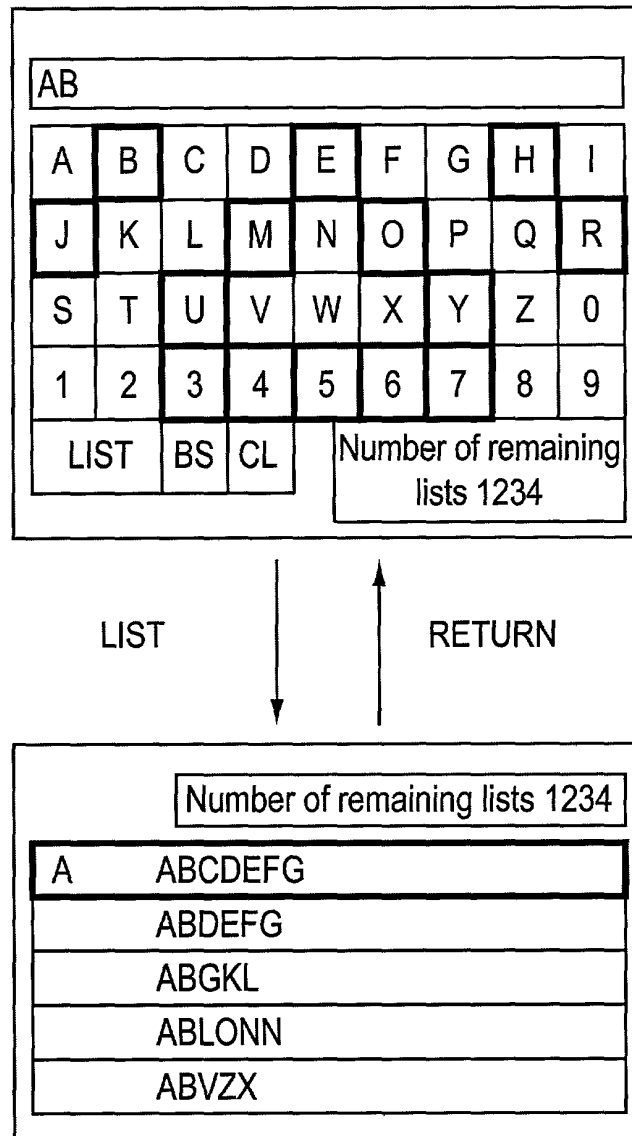 AB
A B C D E F G H I
J K L M N O P Q R
S T U V W X Y Z 0
1 2 3 4 5 6 7 8 9
LIST BS CL Number of remaining
lists 1234
LIST RETURN
Number of remaining lists 1234
A ABCDEFG
ABDEFG
ABGKL
ABLONN
ABVZX